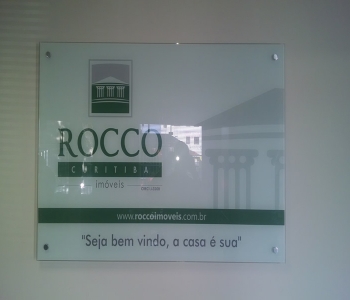 ROCCO
CURITIBA
imóveis
www.roccoimoveis.com.br
"Seja bem vindo, a casa é sua"